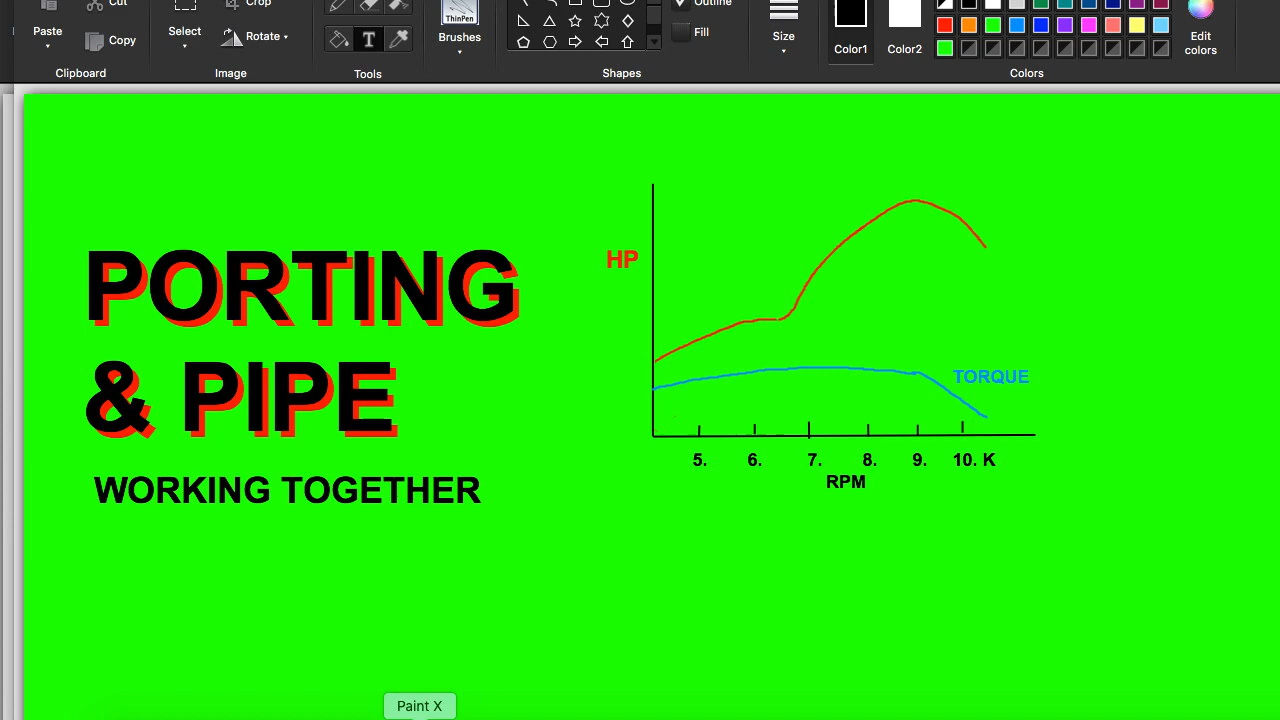 Cut
Crop
ThinPen
Outline
Paste
Copy
Select
Rotate
Brushes
Fill
Size
Color1
Color2
Edit
colors
Clipboard
Image
Tools
Shapes
Colors
PORTING
& PIPE
WORKING TOGETHER
HP
TORQUE
5. 6. 7. 8. 9. 10. K
RPM
Paint X